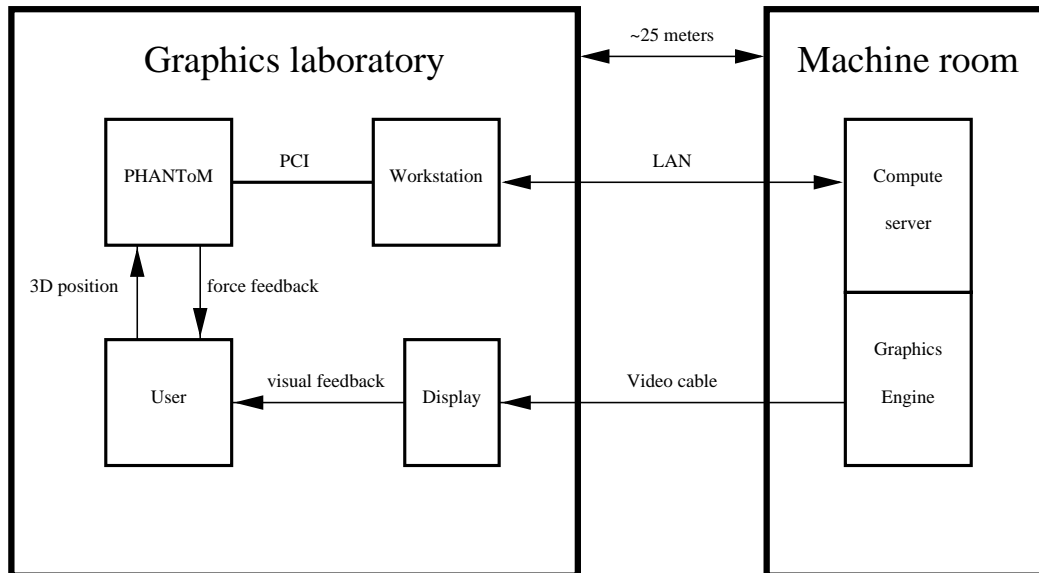 ~25 meters
Graphics laboratory
Machine room
PHANToM
PCI
Workstation
LAN
Compute
server
3D position
force feedback
User
visual feedback
Display
Video cable
Graphics
Engine